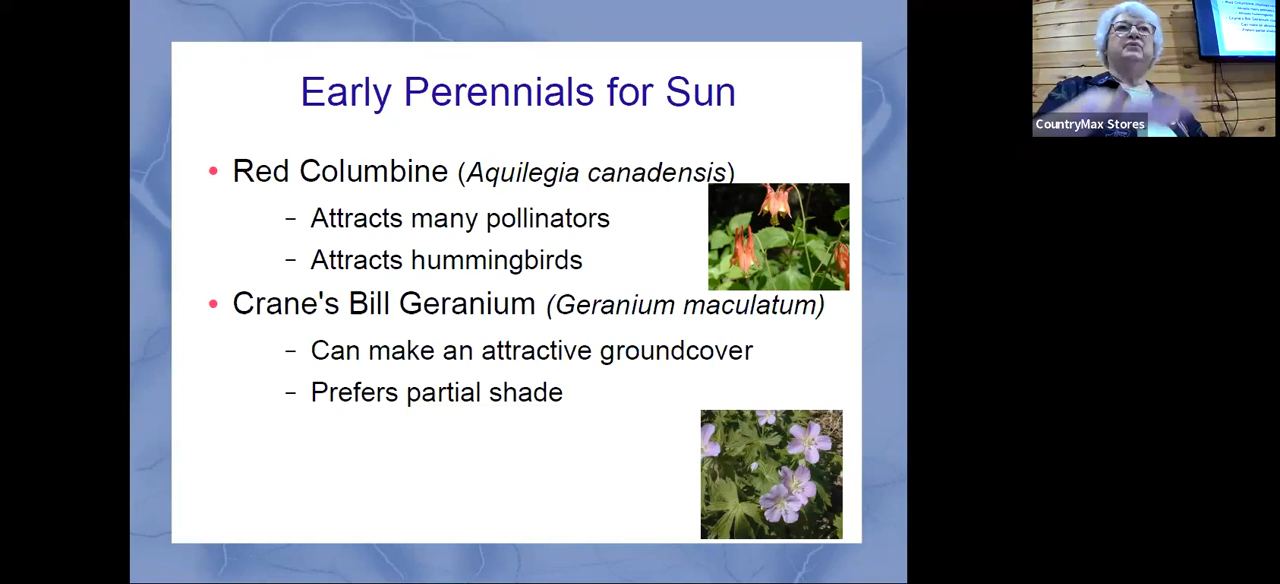 Early Perennials for Sun
• Red Columbine (Aquilegia canadensis)
– Attracts many pollinators
– Attracts hummingbirds
• Crane's Bill Geranium (Geranium maculatum)
– Can make an attractive groundcover
– Prefers partial shade
CountryMax Stores